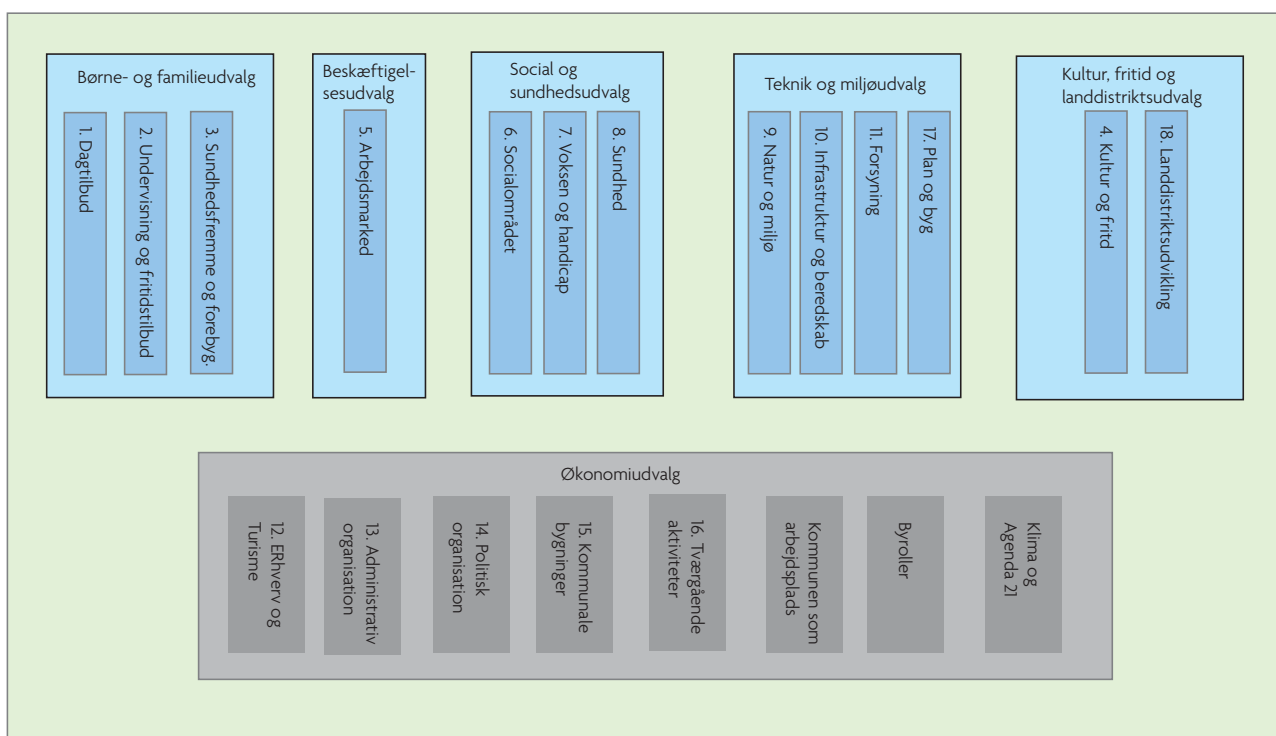 Børne- og familieudvalg
1. Dagtilbud
2. Undervisning og fritidstilbud
3. Sundhedsfremme og forebyg.
Beskæftigel-
sesudvalg
5. Arbejdsmarked
Social og
sundhedsudvalg
6. Socialområdet
7. Voksen og handicap
8. Sundhed
Teknik og miljøudvalg
9. Natur og miljø
10. Infrastruktur og beredskab
11. Forsyning
17. Plan og byg
Kultur, fritid og
landdistriktsudvalg
4. Kultur og fritd
18. Landdistriktsudvikling
Økonomiudvalg
12. ERhverv og
Turisme
13. Administrativ
organisation
14. Politisk
organisation
15. Kommunale
bygninger
16. Tværgående
aktiviteter
Kommunen som
arbejdsplads
Byroller
Klima og
Agenda 21